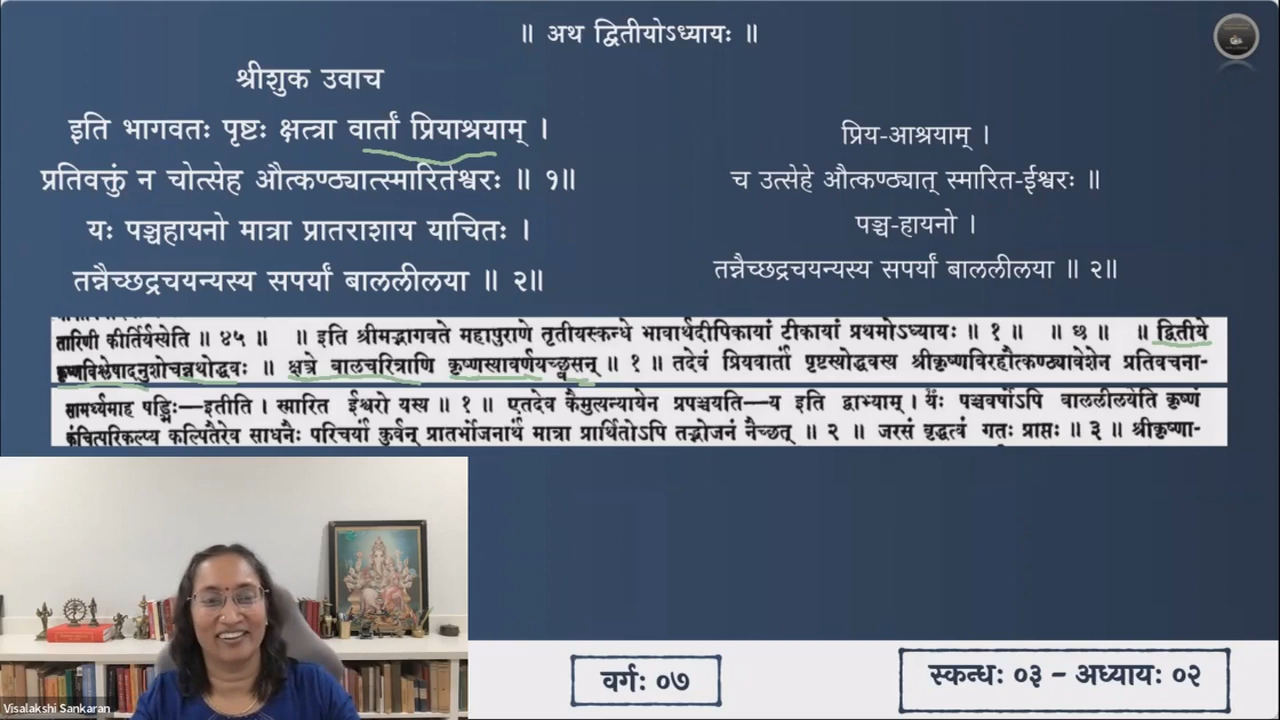 ॥ अथ द्वितीयोऽध्यायः ॥
श्रीशुक उवाच
इति भागवतः पृष्टः क्षत्त्रा वार्तां प्रियाश्रयाम् ।
प्रतिवक्तुं न चोत्सेह औत्कण्ठ्यात्स्मारितेश्वरः ॥ १॥
यः पञ्चहायनो मात्रा प्रातराशाय याचितः ।
तन्नैच्छद्रचयन्यस्य सपर्यां बाललीलया ॥ २॥
प्रिय-आश्रयाम् ।
च उत्सेहे औत्कण्ठ्यात् स्मारित-ईश्वरः ॥
पञ्च-हायनो ।
तन्नैच्छद्रचयन्यस्य सपर्यां बाललीलया ॥ २॥
तारिणी कीर्तिर्यस्येति ॥ ४५ ॥ ॥ इति श्रीमद्भागवते महापुराणे तृतीयस्कन्धे भावार्थदीपिकायां टीकायां प्रथमोऽध्यायः ॥ १ ॥ ॥ छ ॥ ॥ द्वितीये
कृष्णविश्लेषादनुशोचन्नथोद्धवः ॥ क्षत्रे बालचरित्राणि कृष्णस्यावर्णयच्छ्वसन् ॥ १ ॥ तदेवं प्रियवार्तां पृष्टस्योद्धवस्य श्रीकृष्णविरहौत्कण्ठ्यावेशेन प्रतिवचना-
सामर्थ्यमाह षड्भिः—इतीति । स्मारित ईश्वरो यस्य ॥ १ ॥ एतदेव कैमुत्यन्यायेन प्रपञ्चयति—य इति द्वाभ्याम् । यः पञ्चवर्षोऽपि बाललीलयेति कृष्णं
कंचित्परिकल्प्य कल्पितैरेव साधनैः परिचर्यां कुर्वन् प्रातर्भोजनार्थं मात्रा प्रार्थितोऽपि तद्भोजनं नैच्छत् ॥ २ ॥ जरसं वृद्धत्वं गतः प्राप्तः ॥ ३ ॥ श्रीकृष्णा-
Visalakshi Sankaran
वर्गः ०७
स्कन्धः ०३ – अध्यायः ०२